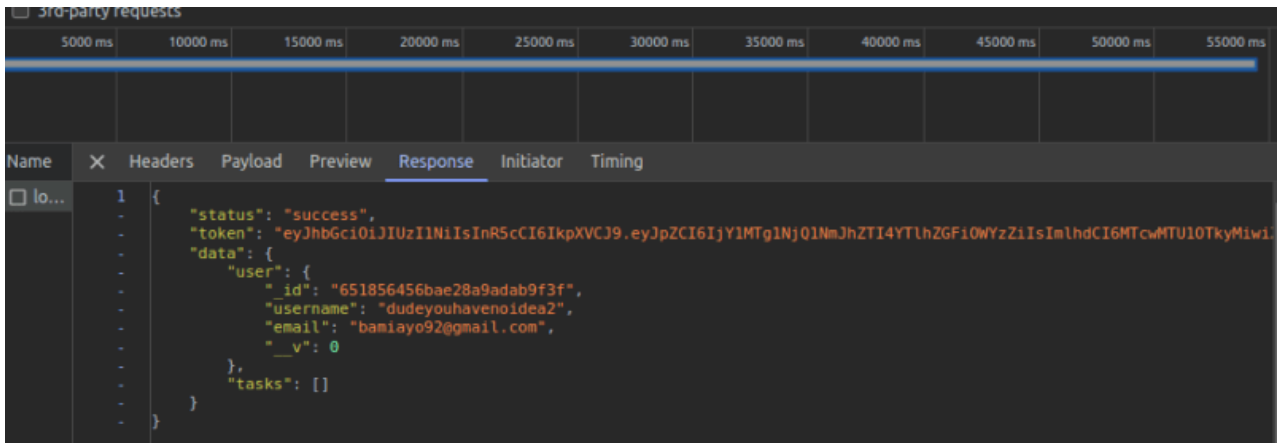 3rd-party requests
5000 ms 10000 ms 15000 ms 20000 ms 25000 ms 30000 ms 35000 ms 40000 ms 45000 ms 50000 ms 55000 ms
Name × Headers Payload Preview Response Initiator Timing
lo... 1 {
- "status": "success",
- "token": "eyJhbGciOiJIUzI1NiIsInR5cCI6IkpXVCJ9.eyJpZCI6IjY1MTg1NjQ1NmJhZTI4YTlhZGFiOWYzZiIsImlhdCI6MTcwMTU1OTkyMiwi
- "data": {
- "user": {
- "_id": "651856456bae28a9adab9f3f",
- "username": "dudeyouhavenoidea2",
- "email": "bamiayo92@gmail.com",
- "__v": 0
- },
- "tasks": []
- }
- }